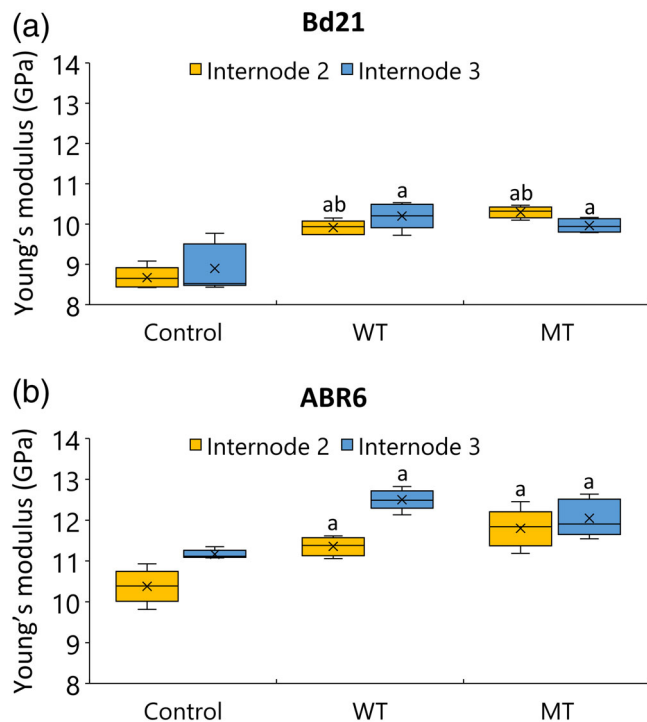 (a)
Bd21
Internode 2 Internode 3
Young's modulus (GPa)
14
13
12
11
10
9
8
ab
a
ab
a
Control WT MT
(b)
ABR6
Internode 2 Internode 3
Young's modulus (GPa)
14
13
12
11
10
9
8
a
a
a
a
Control WT MT